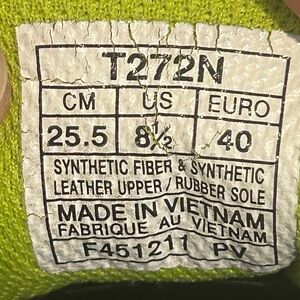 T272N
CM US EURO
25.5 8½ 40
SYNTHETIC FIBER & SYNTHETIC
LEATHER UPPER / RUBBER SOLE
MADE IN VIETNAM
FABRIQUE AU VIETNAM
F451211 PV